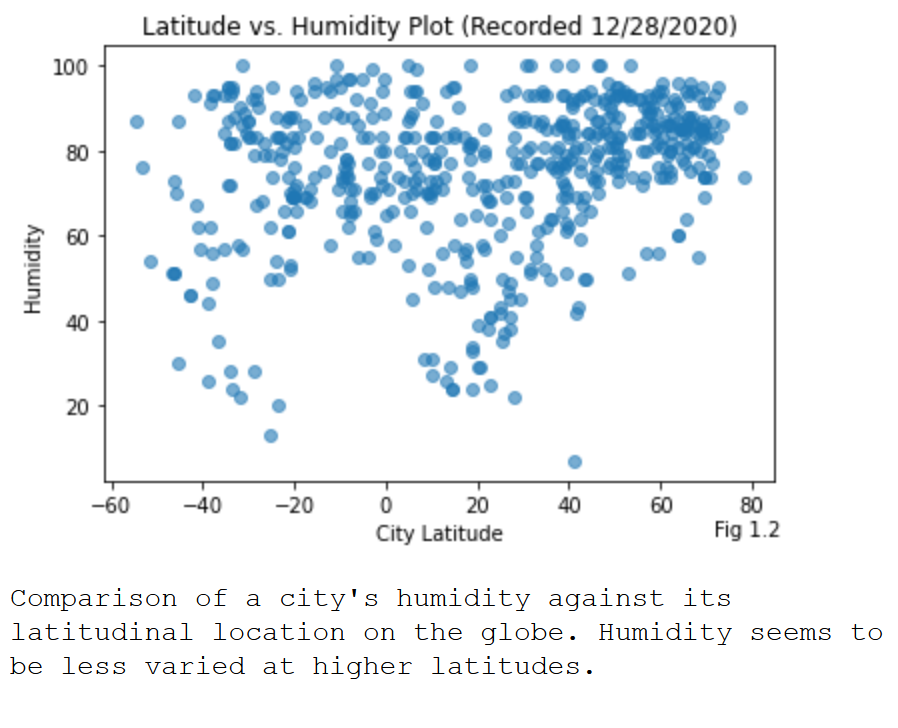 Latitude vs. Humidity Plot (Recorded 12/28/2020)
100
80
60
40
20
Humidity
−60 −40 −20 0 20 40 60 80
City Latitude
Fig 1.2
Comparison of a city's humidity against its
latitudinal location on the globe. Humidity seems to
be less varied at higher latitudes.